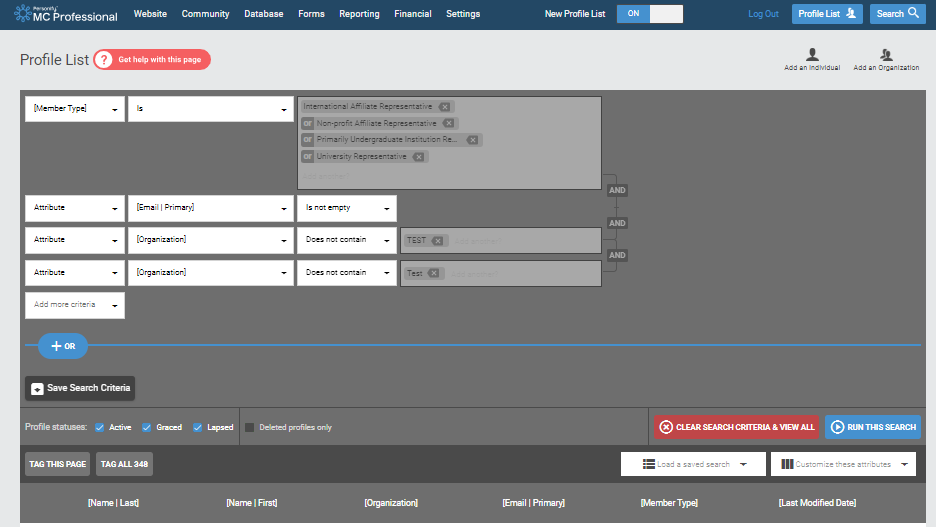 Personify
MC Professional Website Community Database Forms Reporting Financial Settings New Profile List ON Log Out Profile List Search
Profile List ? Get help with this page
Add an Individual Add an Organization
[Member Type] Is International Affiliate Representative
or Non-profit Affiliate Representative
or Primarily Undergraduate Institution Re...
or University Representative
Add another?
AND
Attribute [Email | Primary] Is not empty
AND
Attribute [Organization] Does not contain TEST Add another?
AND
Attribute [Organization] Does not contain Test Add another?
Add more criteria
+ OR
Save Search Criteria
Profile statuses: Active Graced Lapsed Deleted profiles only CLEAR SEARCH CRITERIA & VIEW ALL RUN THIS SEARCH
TAG THIS PAGE TAG ALL 348 Load a saved search Customize these attributes
[Name | Last] [Name | First] [Organization] [Email | Primary] [Member Type] [Last Modified Date]